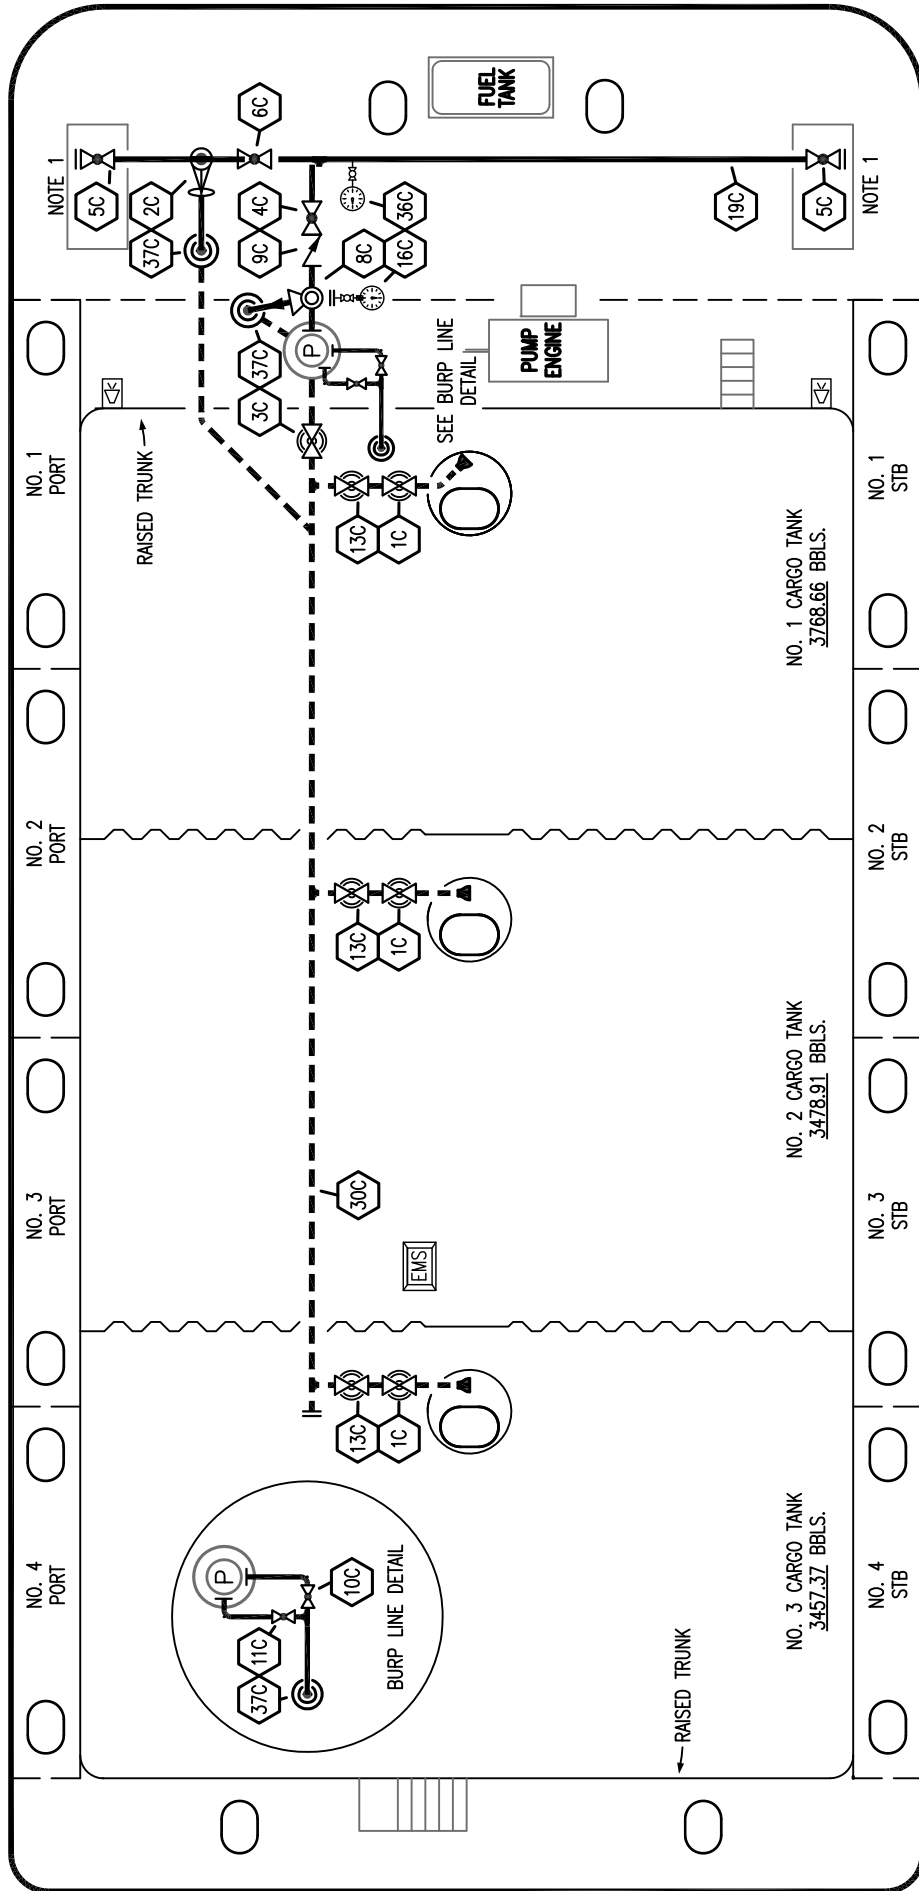 NOTE 1
5C
2C
37C
6C
4C
9C
36C
8C
16C
37C
3C
FUEL
TANK
19C
5C
NOTE 1
SEE BURP LINE
DETAIL
PUMP
ENGINE
P
RAISED TRUNK
NO. 1
PORT
13C
1C
NO. 1 CARGO TANK
3768.66 BBLS.
NO. 1
STB
NO. 2
PORT
13C
1C
NO. 2
STB
NO. 2 CARGO TANK
3478.91 BBLS.
NO. 3
PORT
30C
EMS
NO. 3
STB
13C
1C
NO. 4
PORT
P
10C
11C
37C
BURP LINE DETAIL
NO. 3 CARGO TANK
3457.37 BBLS.
NO. 4
STB
RAISED TRUNK